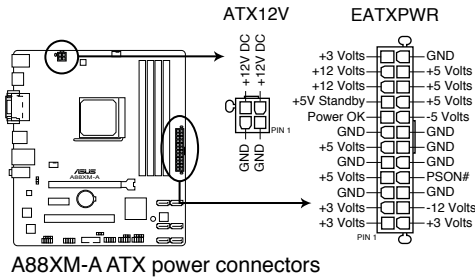 ATX12V
EATXPWR
+12V DC
+12V DC
GND
GND
PIN 1
+3 Volts GND
+12 Volts +5 Volts
+12 Volts +5 Volts
+5V Standby +5 Volts
Power OK -5 Volts
GND GND
+5 Volts GND
GND GND
+5 Volts PSON#
GND GND
+3 Volts -12 Volts
+3 Volts +3 Volts
PIN 1
ASUS
A88XM-A
A88XM-A ATX power connectors